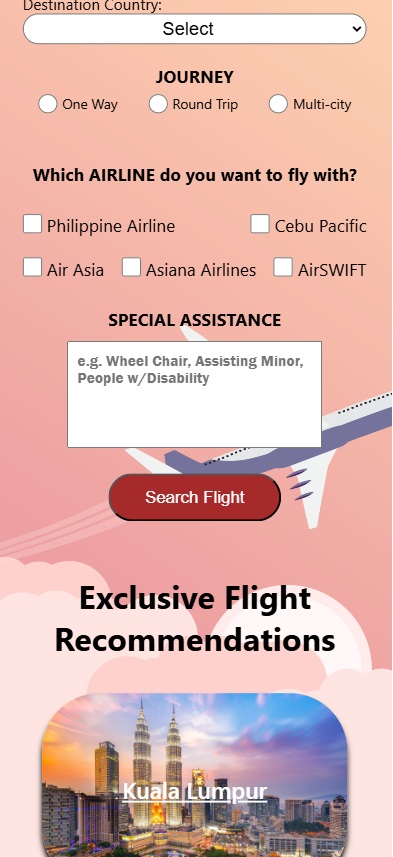 Destination Country:
Select
JOURNEY
One Way Round Trip Multi-city
Which AIRLINE do you want to fly with?
Philippine Airline Cebu Pacific
Air Asia Asiana Airlines AirSWIFT
SPECIAL ASSISTANCE
e.g. Wheel Chair, Assisting Minor,
People w/Disability
Search Flight
Exclusive Flight
Recommendations
Kuala Lumpur